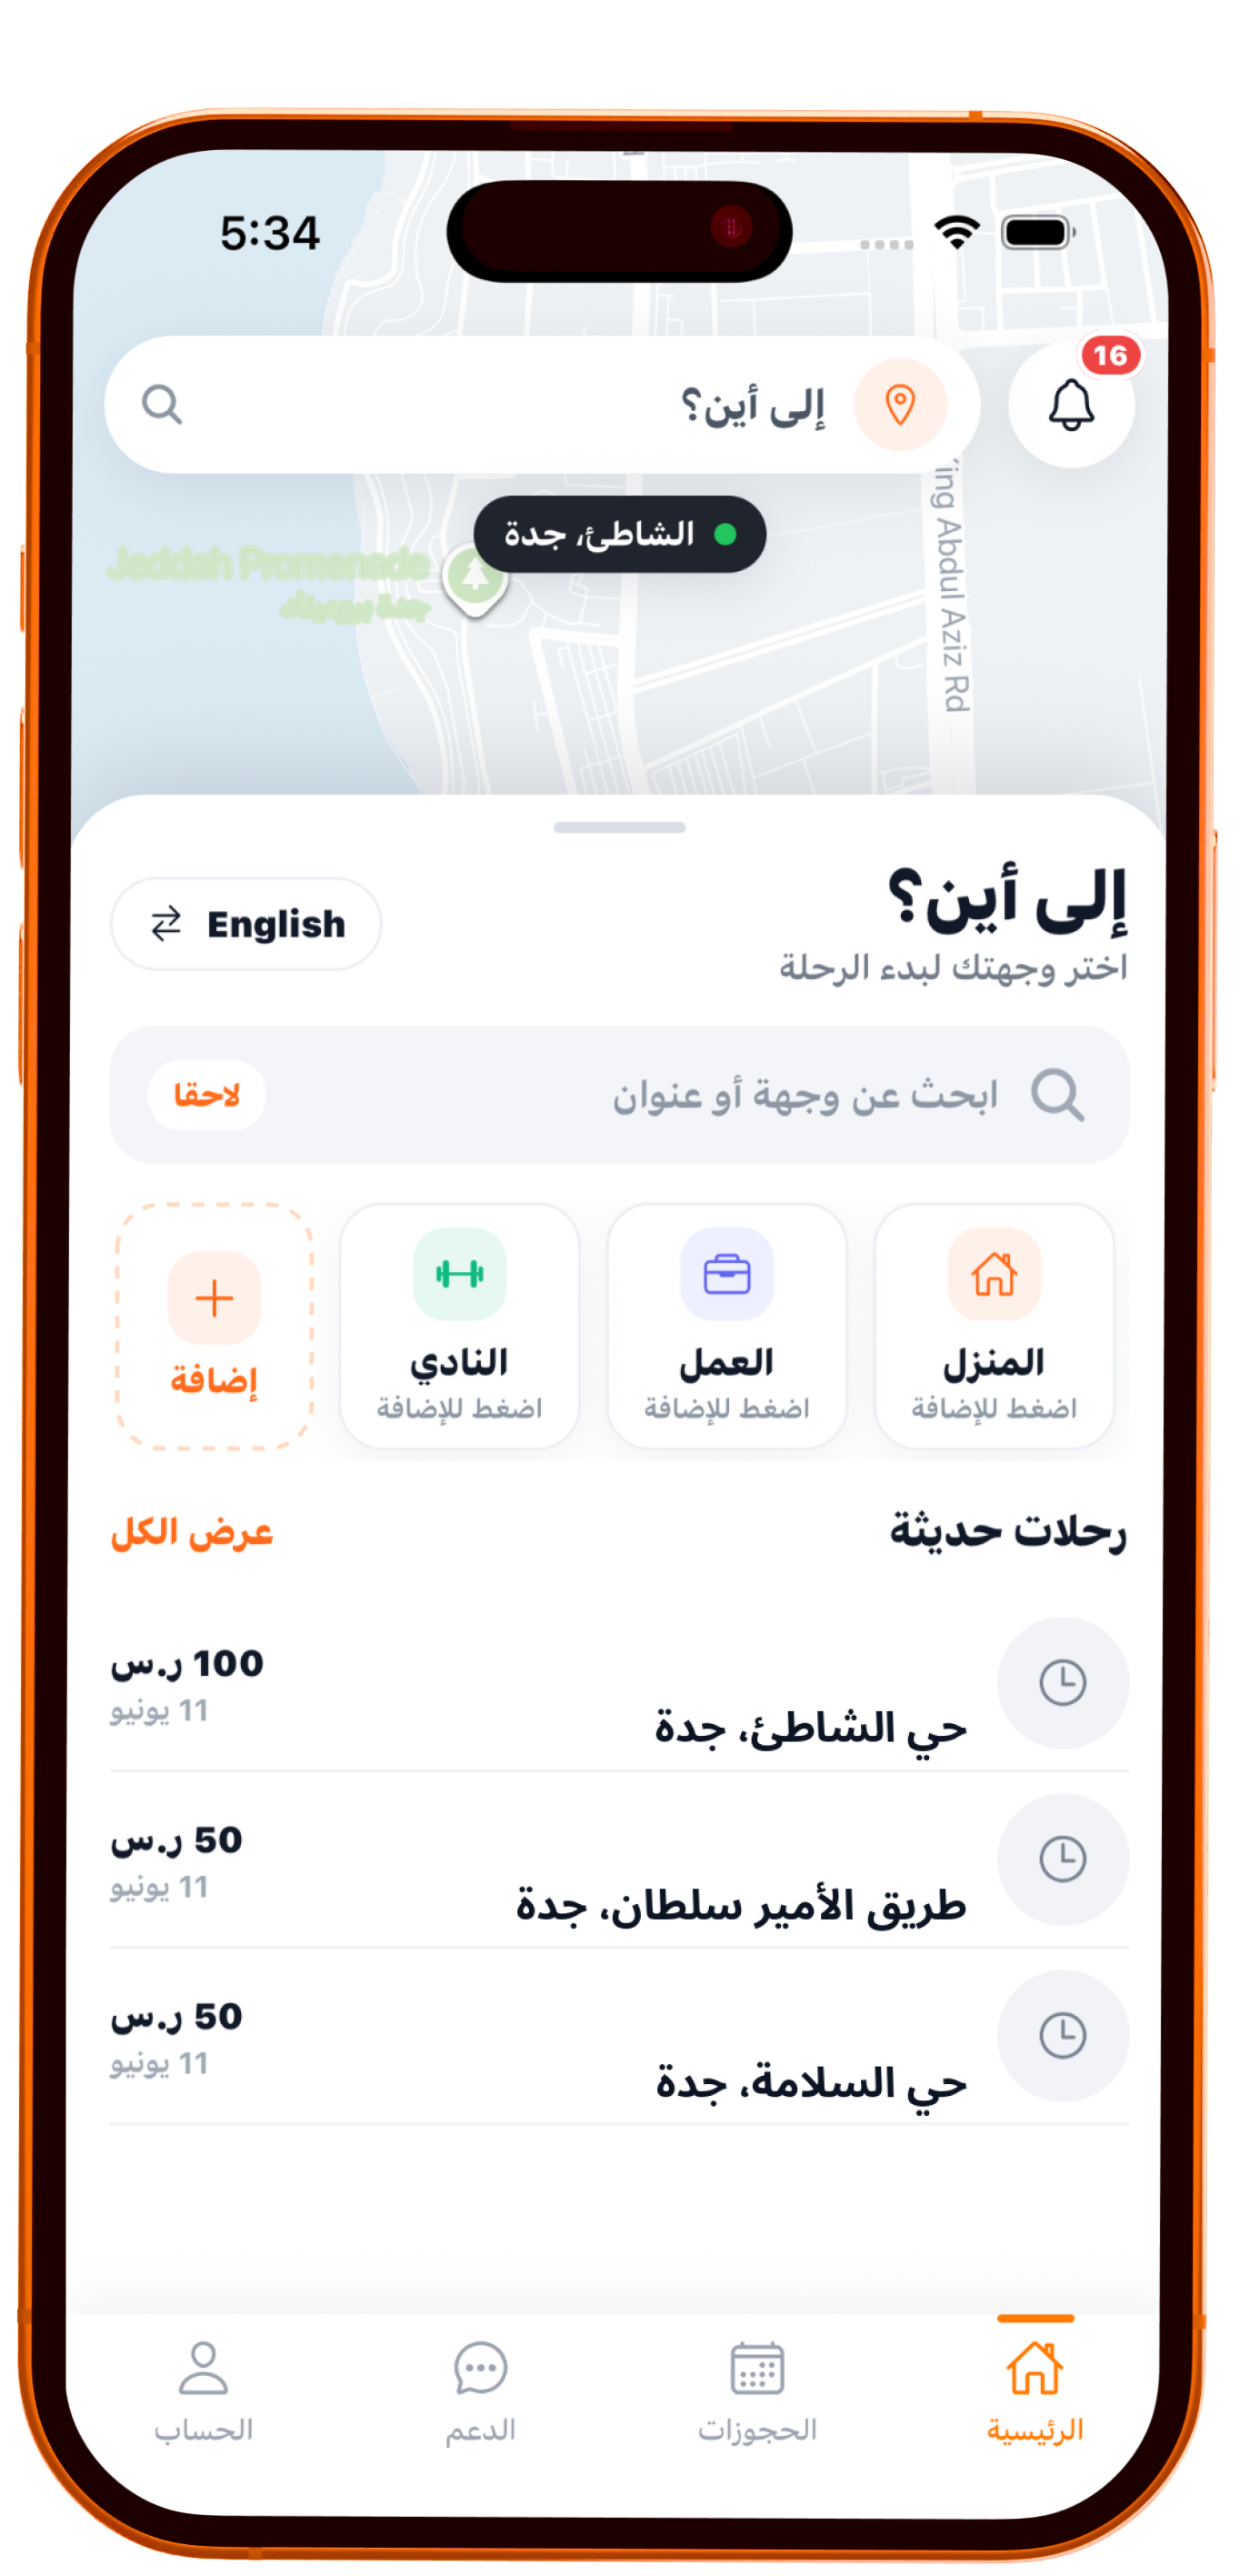 5:34
16
إلى أين؟
الشاطئ، جدة
Jeddah Promenade
ing Abdul Aziz Rd
إلى أين؟
English
اختر وجهتك لبدء الرحلة
ابحث عن وجهة أو عنوان
لاحقا
المنزل
اضغط للإضافة
العمل
اضغط للإضافة
النادي
اضغط للإضافة
إضافة
رحلات حديثة
عرض الكل
100 ر.س
11 يونيو
حي الشاطئ، جدة
50 ر.س
11 يونيو
طريق الأمير سلطان، جدة
50 ر.س
11 يونيو
حي السلامة، جدة
الرئيسية
الحجوزات
الدعم
الحساب